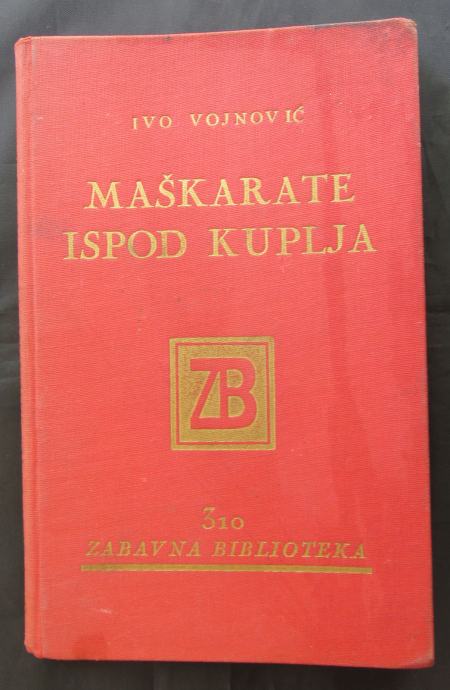 IVO VOJNOVIĆ
MAŠKARATE
ISPOD KUPLJA
ZB
310
ZABAVNA BIBLIOTEKA